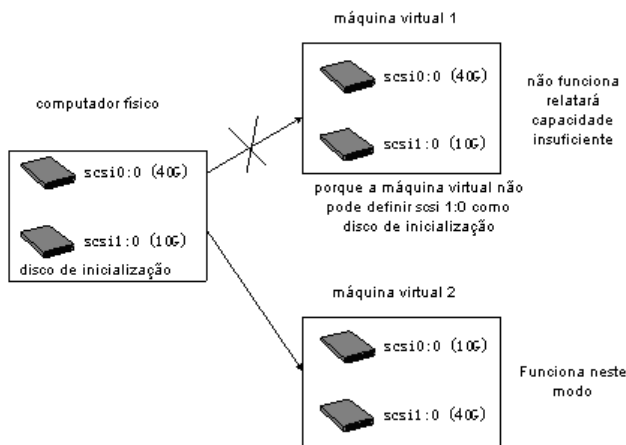 máquina virtual 1
scsi0:0 (40G)
scsi1:0 (10G)
não funciona
relatará
capacidade
insuficiente
porque a máquina virtual não
pode definir scsi 1:0 como
disco de inicialização
computador físico
scsi0:0 (40G)
scsi1:0 (10G)
disco de inicialização
máquina virtual 2
scsi0:0 (10G)
scsi1:0 (40G)
Funciona neste
modo